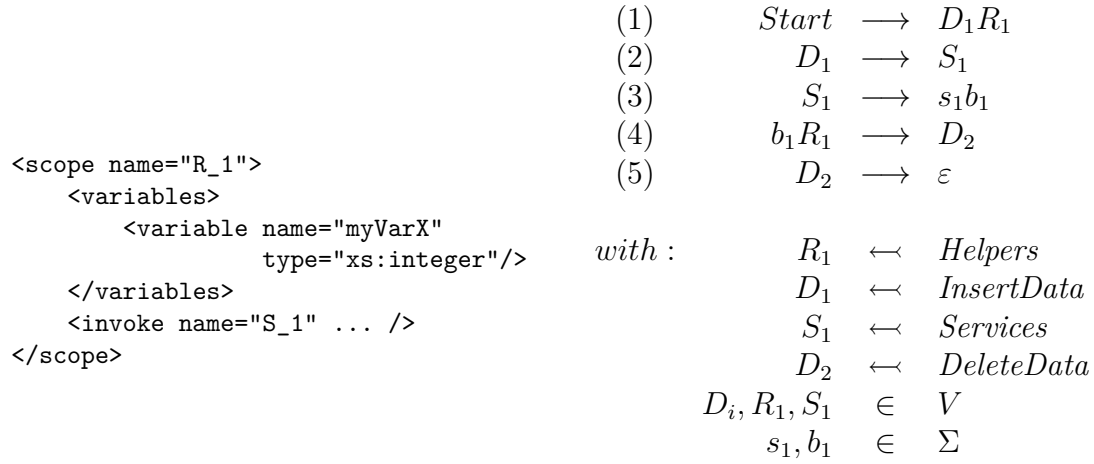 <scope name="R_1">
    <variables>
        <variable name="myVarX"
                  type="xs:integer"/>
    </variables>
    <invoke name="S_1" ... />
</scope>
(1) Start ⟶ D₁R₁
(2) D₁ ⟶ S₁
(3) S₁ ⟶ s₁b₁
(4) b₁R₁ ⟶ D₂
(5) D₂ ⟶ ε
with : R₁ ↢ Helpers
D₁ ↢ InsertData
S₁ ↢ Services
D₂ ↢ DeleteData
Dᵢ, R₁, S₁ ∈ V
s₁, b₁ ∈ Σ